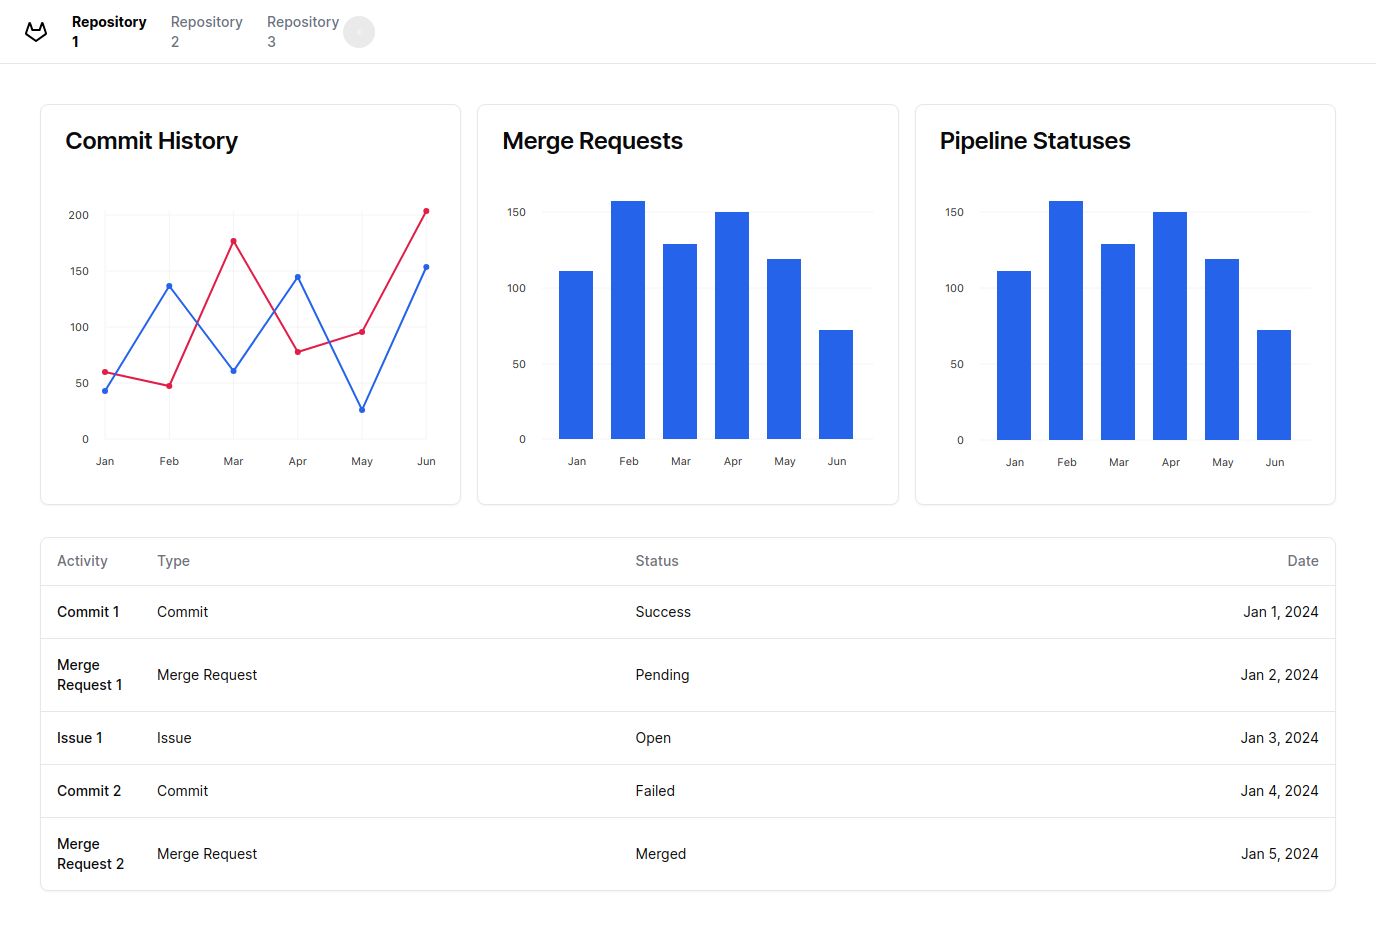 Repository
1
Repository
2
Repository
3
Commit History
200
150
100
50
0
Jan Feb Mar Apr May Jun
Merge Requests
150
100
50
0
Jan Feb Mar Apr May Jun
Pipeline Statuses
150
100
50
0
Jan Feb Mar Apr May Jun
Activity Type Status Date
Commit 1 Commit Success Jan 1, 2024
Merge
Request 1 Merge Request Pending Jan 2, 2024
Issue 1 Issue Open Jan 3, 2024
Commit 2 Commit Failed Jan 4, 2024
Merge
Request 2 Merge Request Merged Jan 5, 2024